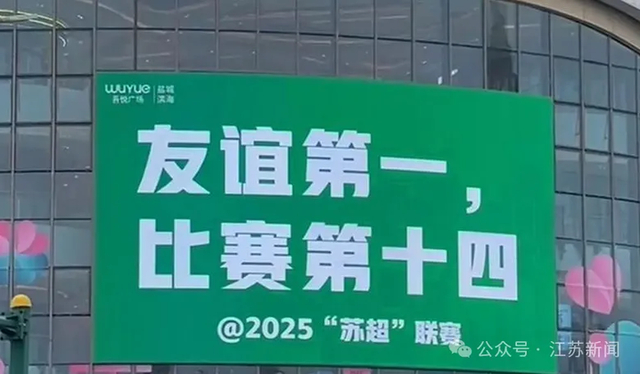 wuyue 盐城
吾悦广场 滨海
友谊第一，
比赛第十四
@2025“苏超”联赛
公众号·江苏新闻